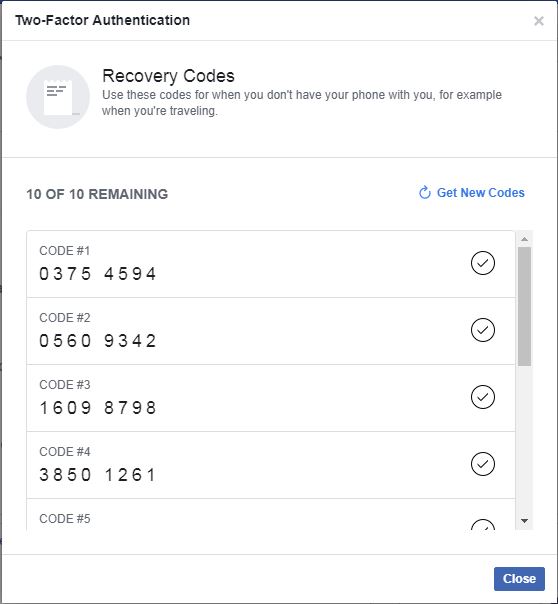 Two-Factor Authentication
Recovery Codes
Use these codes for when you don't have your phone with you, for example
when you're traveling.
10 OF 10 REMAINING
Get New Codes
CODE #1
0375 4594
CODE #2
0560 9342
CODE #3
1609 8798
CODE #4
3850 1261
CODE #5
Close